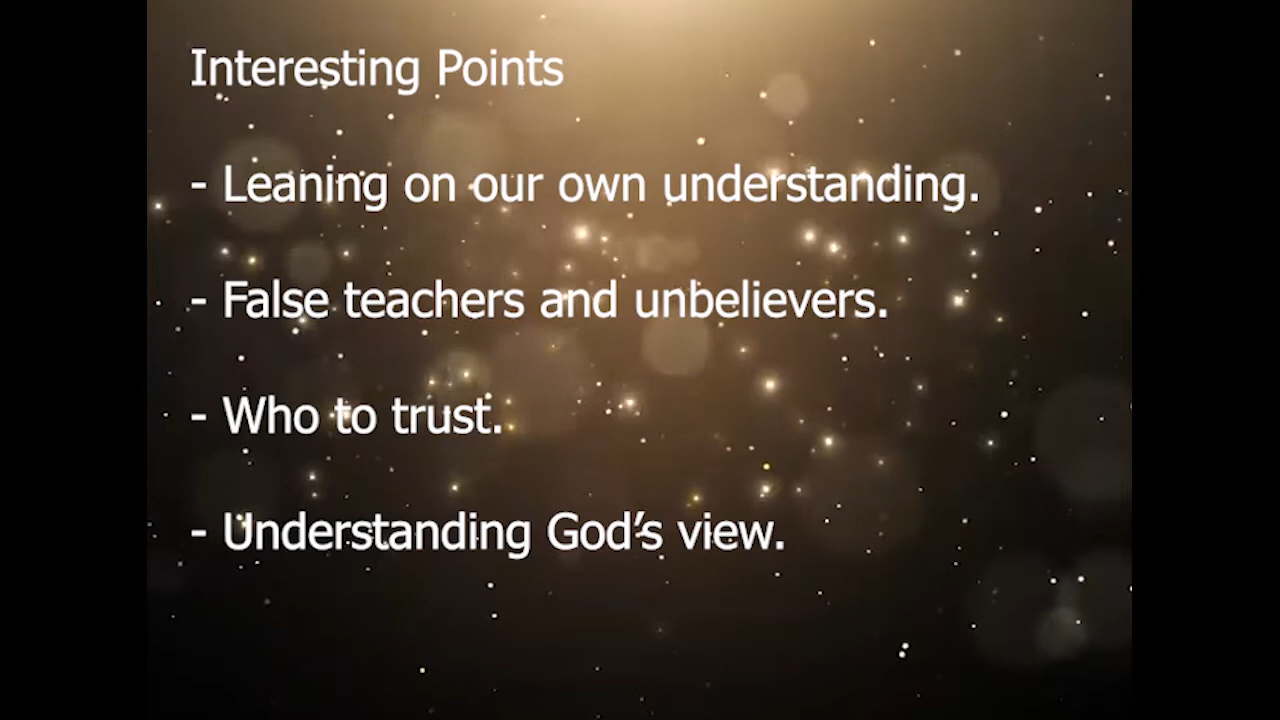 Interesting Points
- Leaning on our own understanding.
- False teachers and unbelievers.
- Who to trust.
- Understanding God’s view.